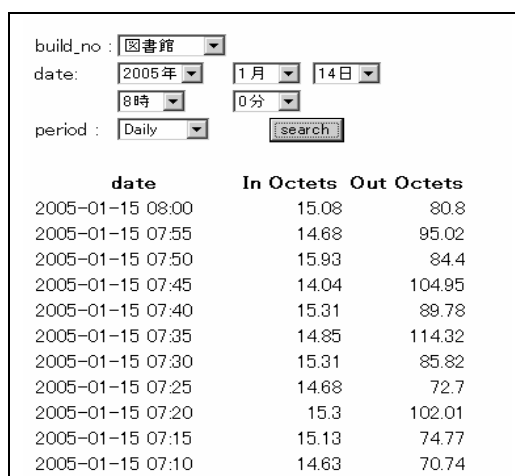 build_no : 図書館
date: 2005年 1月 14日
8時 0分
period : Daily search
date In Octets Out Octets
2005-01-15 08:00 15.08 80.8
2005-01-15 07:55 14.68 95.02
2005-01-15 07:50 15.93 84.4
2005-01-15 07:45 14.04 104.95
2005-01-15 07:40 15.31 89.78
2005-01-15 07:35 14.85 114.32
2005-01-15 07:30 15.31 85.82
2005-01-15 07:25 14.68 72.7
2005-01-15 07:20 15.3 102.01
2005-01-15 07:15 15.13 74.77
2005-01-15 07:10 14.63 70.74